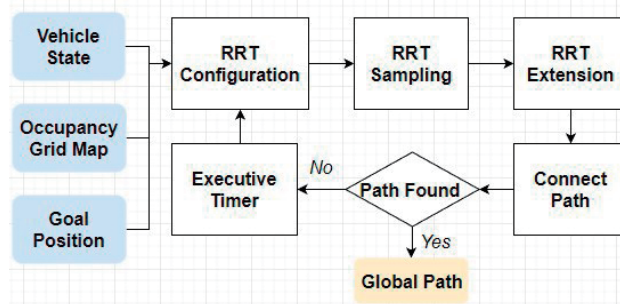 Vehicle
State
Occupancy
Grid Map
Goal
Position
RRT
Configuration
RRT
Sampling
RRT
Extension
Connect
Path
Path Found
No
Yes
Executive
Timer
Global Path